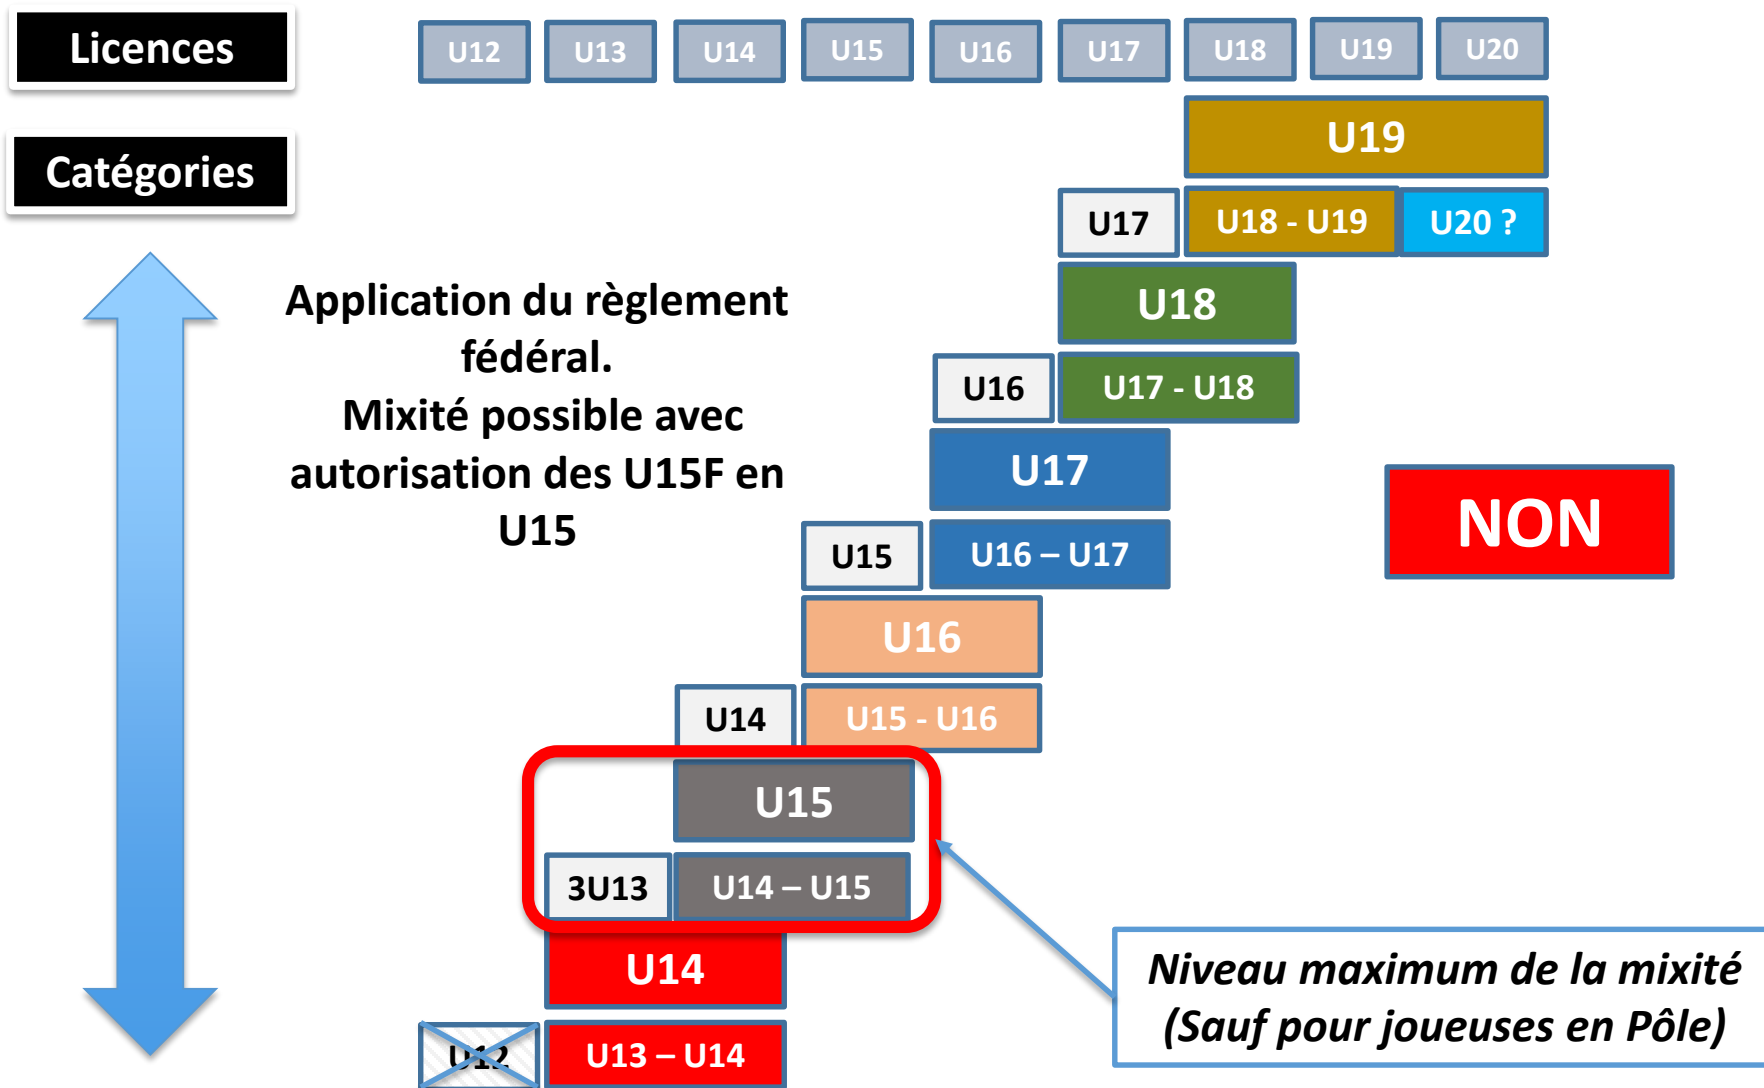 Licences
U12 U13 U14 U15 U16 U17 U18 U19 U20
U19
Catégories
U17 U18 - U19 U20 ?
U18
Application du règlement
fédéral.
Mixité possible avec
autorisation des U15F en
U15
U16 U17 - U18
U17
NON
U15 U16 – U17
U16
U14 U15 - U16
U15
3U13 U14 – U15
U14
Niveau maximum de la mixité
(Sauf pour joueuses en Pôle)
U12 U13 – U14